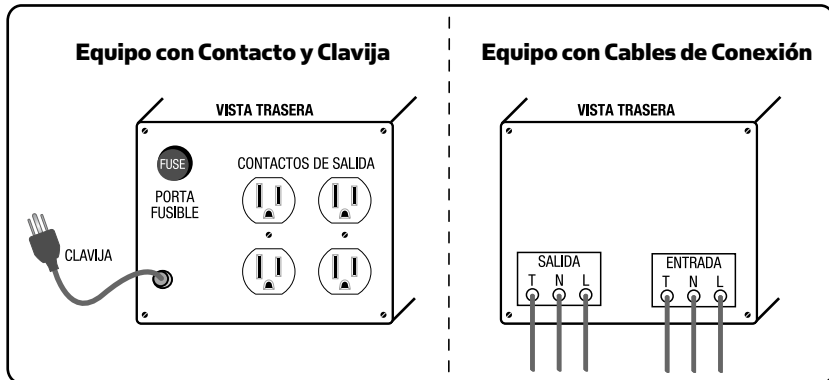 Equipo con Contacto y Clavija
VISTA TRASERA
FUSE
CONTACTOS DE SALIDA
PORTA
FUSIBLE
CLAVIJA
Equipo con Cables de Conexión
VISTA TRASERA
SALIDA
T N L
ENTRADA
T N L